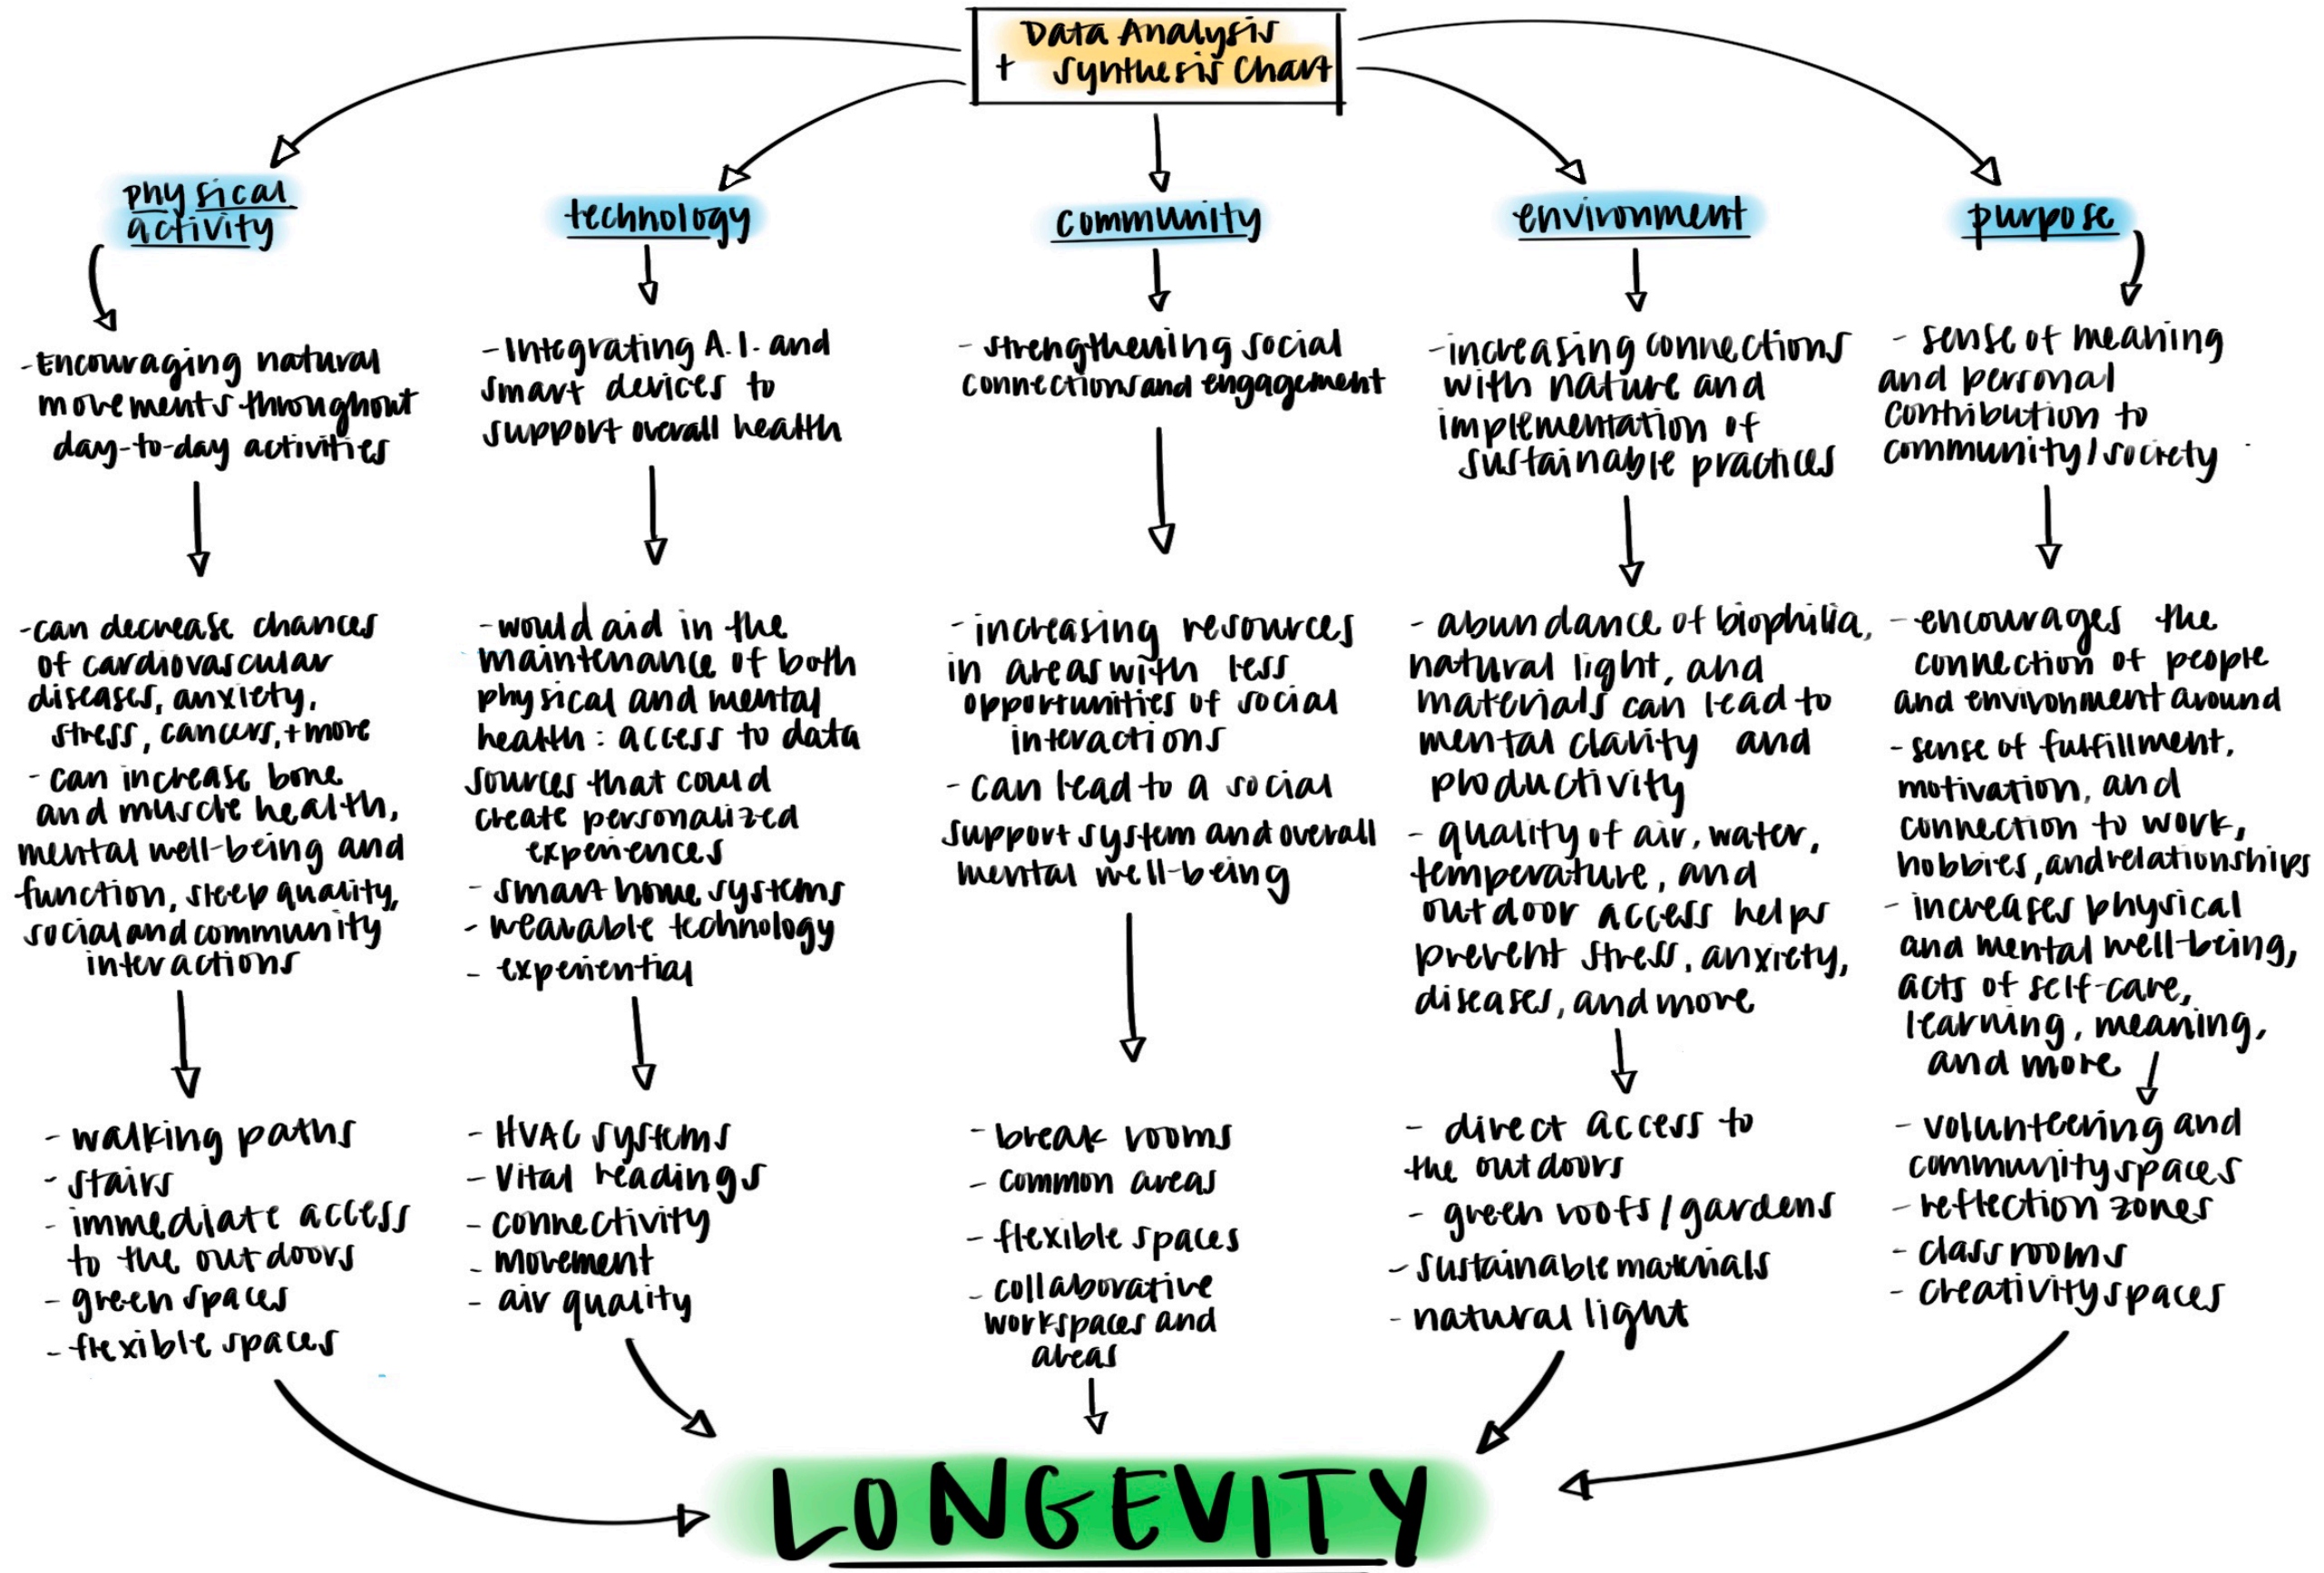 Data Analysis
+ Synthesis Chart
physical
activity
- Encouraging natural
movements throughout
day-to-day activities
- can decrease chances
of cardiovascular
diseases, anxiety,
stress, cancers, + more
- can increase bone
and muscle health,
mental well-being and
function, sleep quality,
social and community
interactions
- walking paths
- stairs
- immediate access
to the outdoors
- green spaces
- flexible spaces
technology
- Integrating A.I. and
smart devices to
support overall health
- would aid in the
maintenance of both
physical and mental
health: access to data
sources that could
create personalized
experiences
- smart home systems
- wearable technology
- experiential
- HVAC systems
- Vital readings
- connectivity
- movement
- air quality
community
- strengthening social
connections and engagement
- increasing resources
in areas with less
opportunities of social
interactions
- can lead to a social
support system and overall
mental well-being
- break rooms
- common areas
- flexible spaces
- collaborative
workspaces and
areas
environment
- increasing connections
with nature and
implementation of
sustainable practices
- abundance of biophilia,
natural light, and
materials can lead to
mental clarity and
productivity
- quality of air, water,
temperature, and
outdoor access helps
prevent stress, anxiety,
diseases, and more
- direct access to
the outdoors
- green roofs / gardens
- sustainable materials
- natural light
purpose
- sense of meaning
and personal
contribution to
community/society
- encourages the
connection of people
and environment around
- sense of fulfillment,
motivation, and
connection to work,
hobbies, and relationships
- increases physical
and mental well-being,
acts of self-care,
learning, meaning,
and more
- volunteering and
community spaces
- reflection zones
- classrooms
- creativity spaces
LONGEVITY